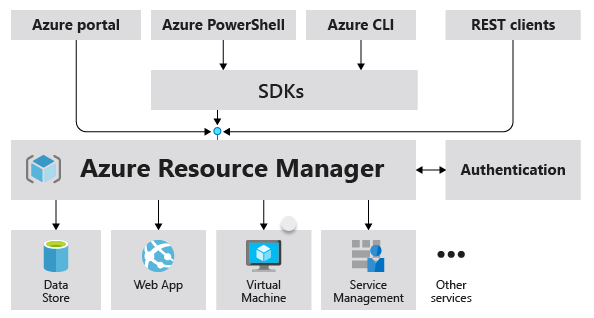 Azure portal
Azure PowerShell
Azure CLI
REST clients
SDKs
Azure Resource Manager
Authentication
Data
Store
Web App
Virtual
Machine
Service
Management
Other
services